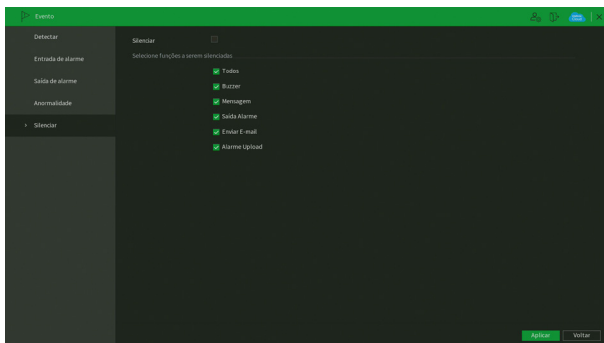 Evento
Detectar
Entrada de alarme
Saída de alarme
Anormalidade
Silenciar
Silenciar
Selecione funções a serem silenciadas
Todos
Buzzer
Mensagem
Saída Alarme
Enviar E-mail
Alarme Upload
Aplicar
Voltar